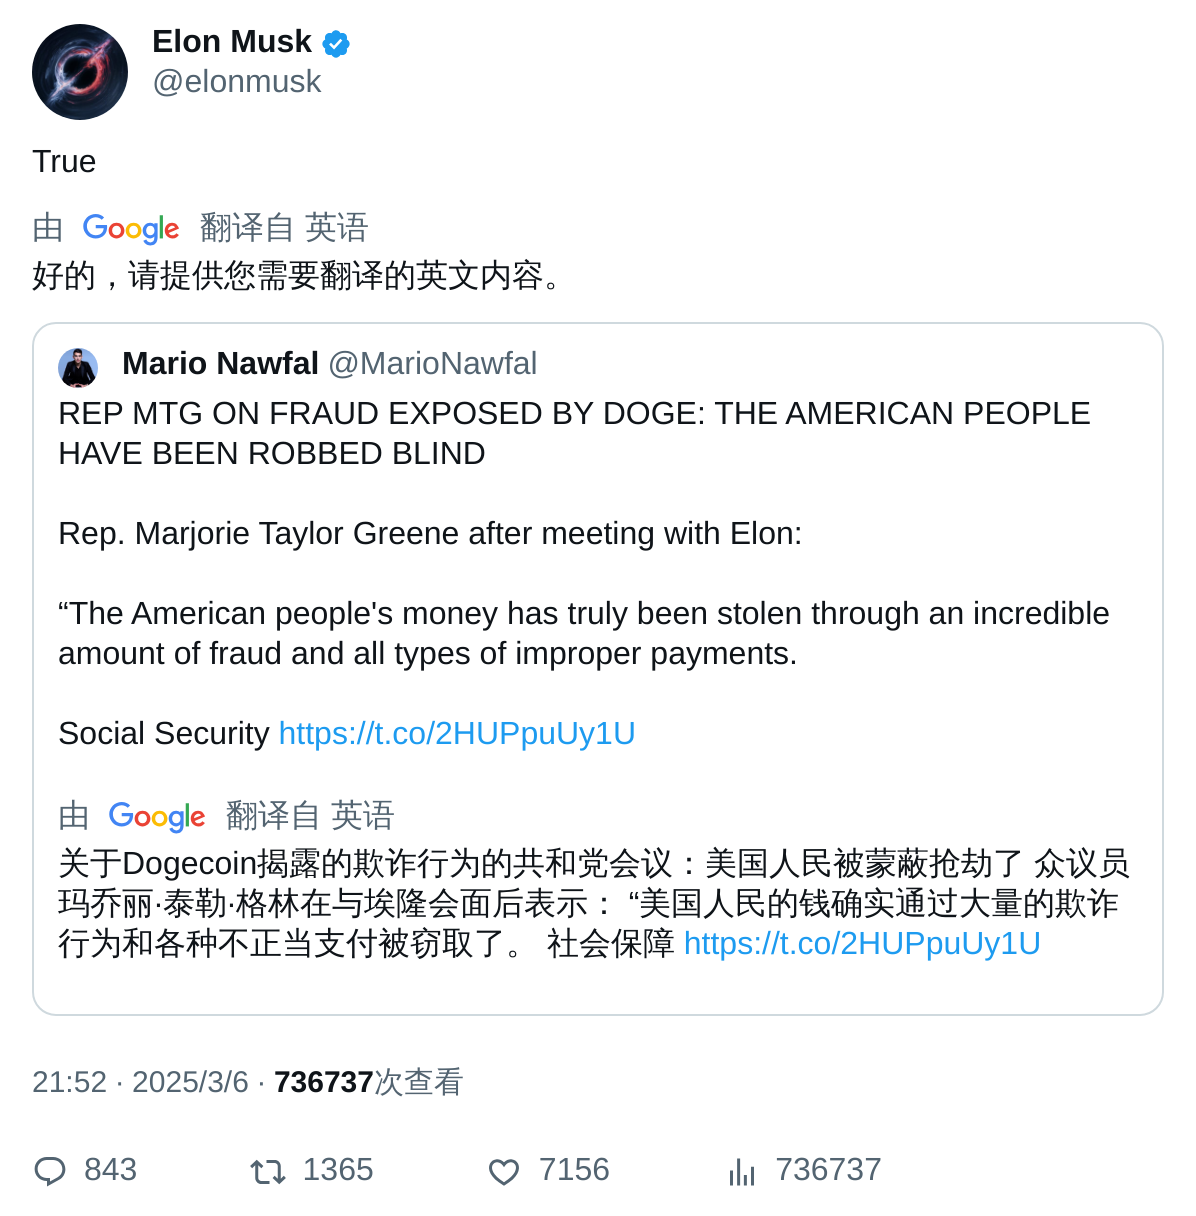 Elon Musk
@elonmusk
True
由 Google 翻译自 英语
好的，请提供您需要翻译的英文内容。
Mario Nawfal @MarioNawfal
REP MTG ON FRAUD EXPOSED BY DOGE: THE AMERICAN PEOPLE
HAVE BEEN ROBBED BLIND
Rep. Marjorie Taylor Greene after meeting with Elon:
“The American people's money has truly been stolen through an incredible
amount of fraud and all types of improper payments.
Social Security https://t.co/2HUPpuUy1U
由 Google 翻译自 英语
关于Dogecoin揭露的欺诈行为的共和党会议：美国人民被蒙蔽抢劫了 众议员
玛乔丽·泰勒·格林在与埃隆会面后表示： “美国人民的钱确实通过大量的欺诈
行为和各种不正当支付被窃取了。 社会保障 https://t.co/2HUPpuUy1U
21:52 · 2025/3/6 · 736737次查看
843 1365 7156 736737